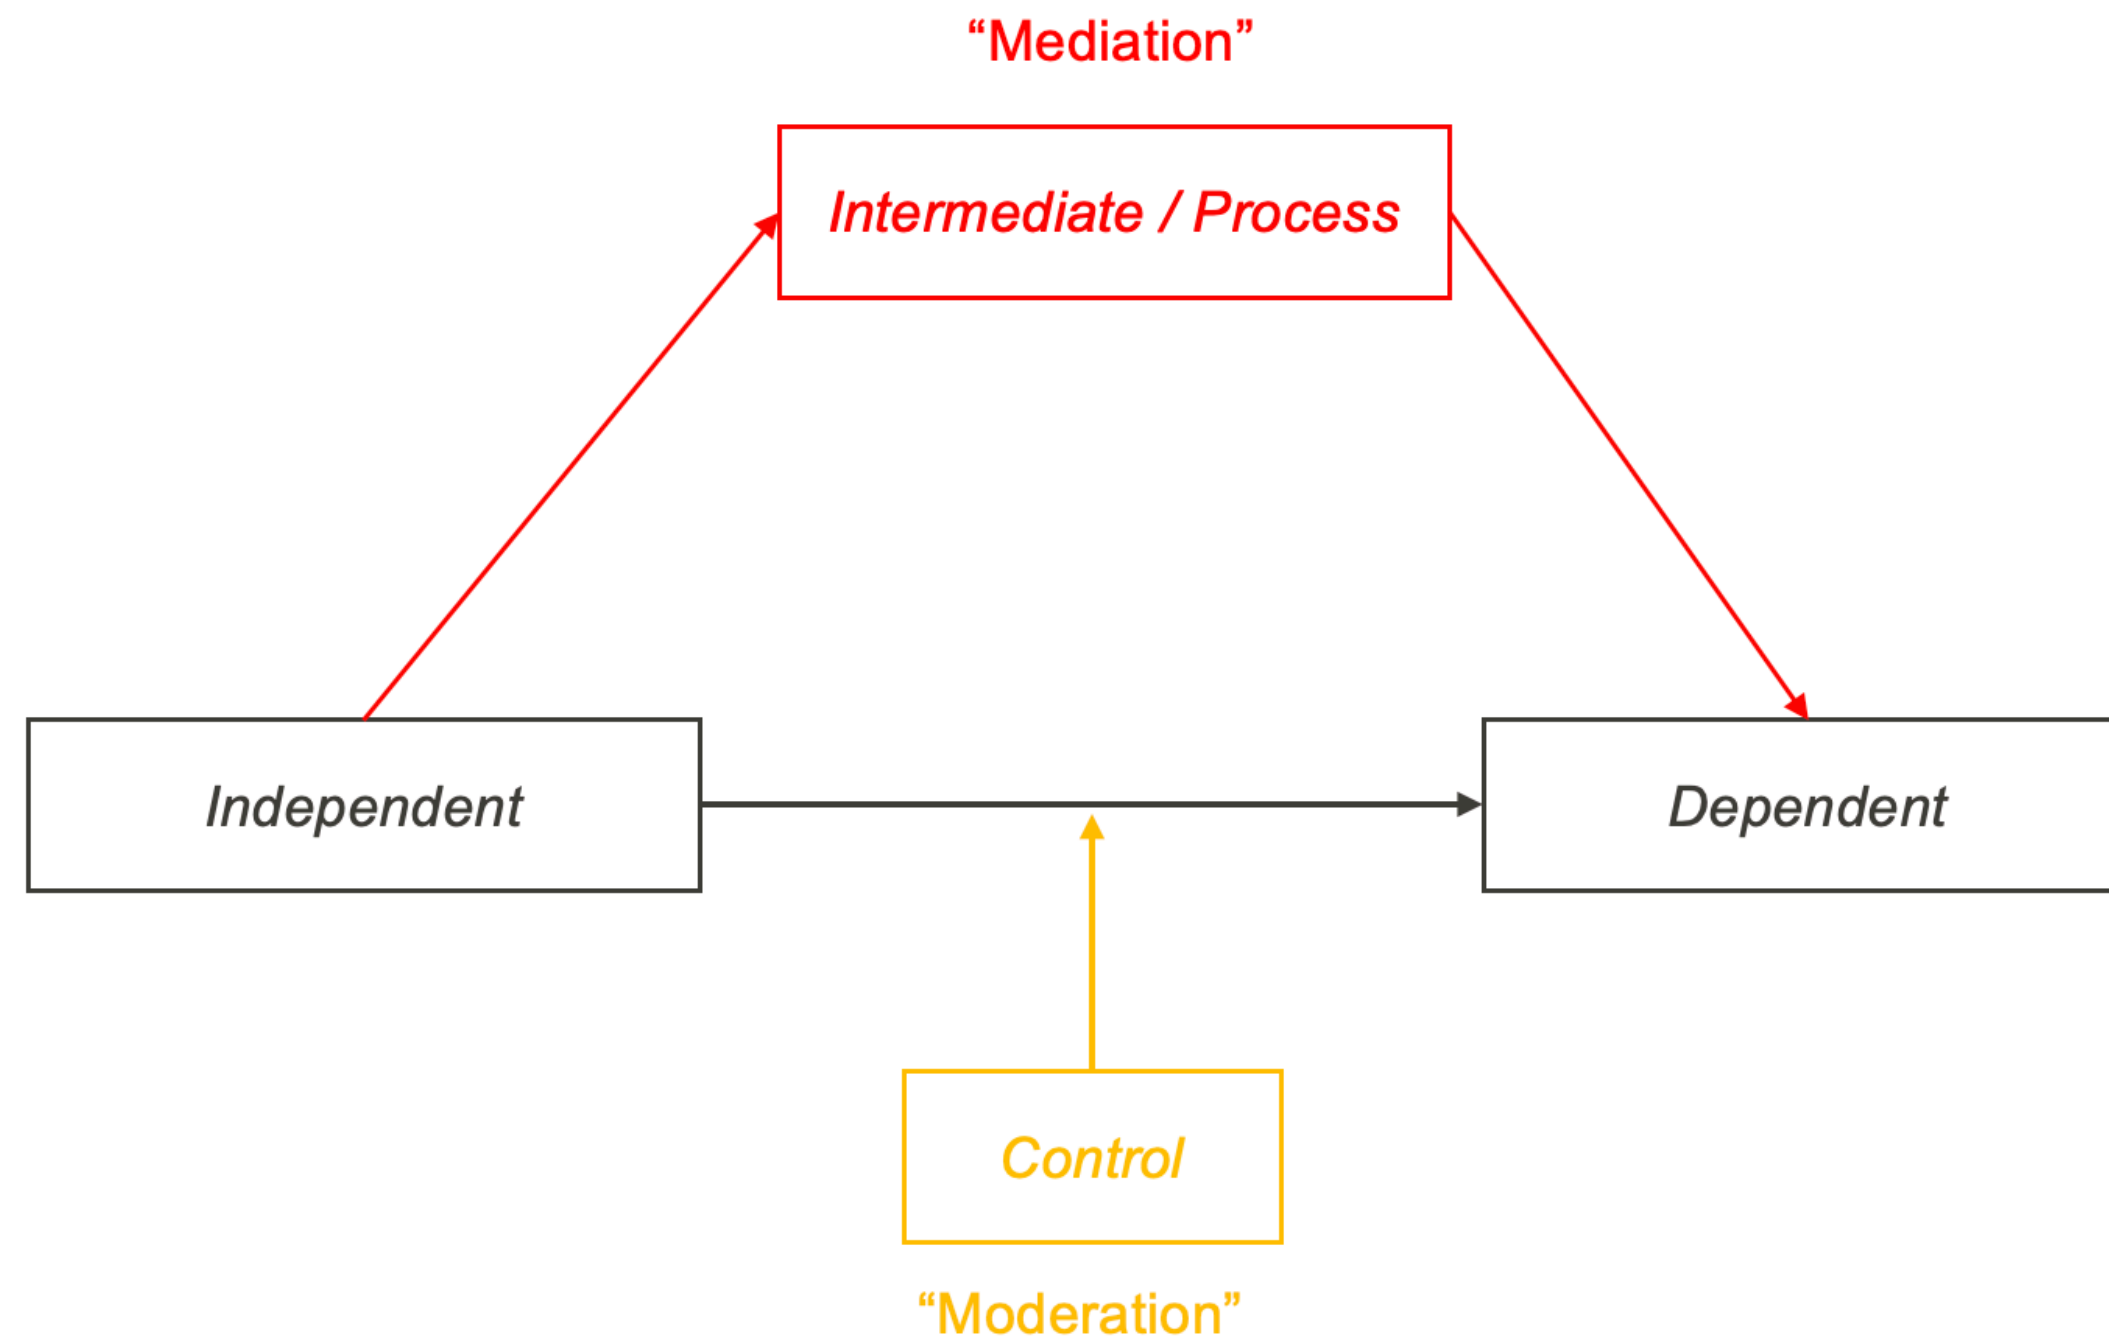 “Mediation”
Intermediate / Process
Independent
Dependent
Control
“Moderation”